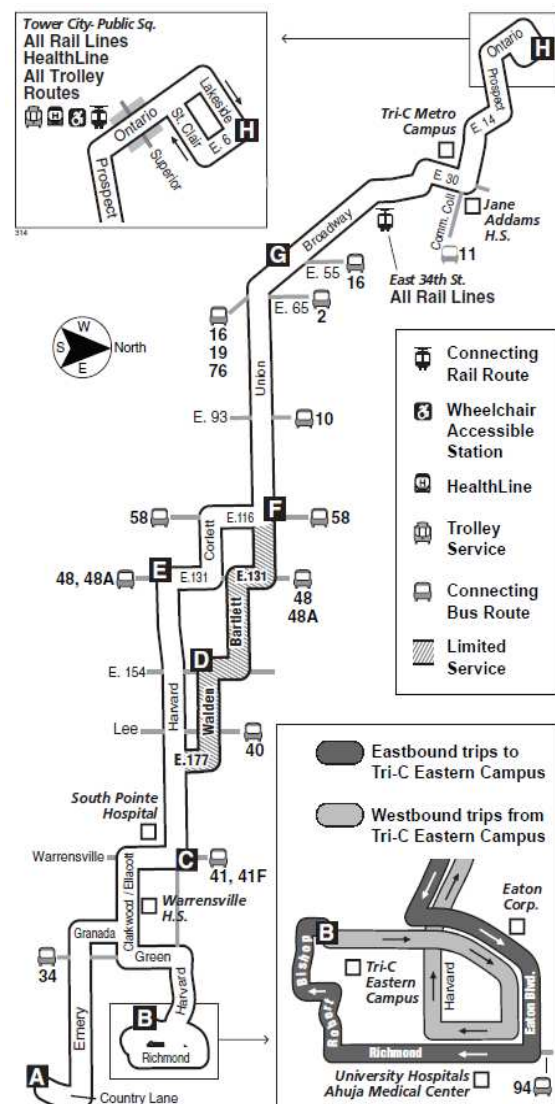 Tower City- Public Sq.
All Rail Lines
HealthLine
All Trolley
Routes
H
Ontario
Prospect
Superior
St. Clair
Lakeside
E. 6
H
314
Ontario
H
Prospect
E. 14
Tri-C Metro
Campus
E. 30
Comm. Coll
Jane
Addams
H.S.
11
Broadway
East 34th St.
All Rail Lines
G
E. 55
16
E. 65
2
16
19
76
W
S
North
E
Union
E. 93
10
58
E.116
F
58
Corlett
48, 48A
E
E.131
E.131
48
48A
Bartlett
D
E. 154
Harvard
Walden
Lee
40
E.177
South Pointe
Hospital
Warrensville
C
41, 41F
Clarkwood / Ellacott
Warrensville
H.S.
Granada
Green
34
Harvard
Emery
B
Richmond
A
Country Lane
Connecting
Rail Route
Wheelchair
Accessible
Station
H
HealthLine
Trolley
Service
Connecting
Bus Route
Limited
Service
Eastbound trips to
Tri-C Eastern Campus
Westbound trips from
Tri-C Eastern Campus
Eaton
Corp.
B
Bishop
Tri-C
Eastern
Campus
Harvard
Eaton Blvd.
Robert
Richmond
University Hospitals
Ahuja Medical Center
94